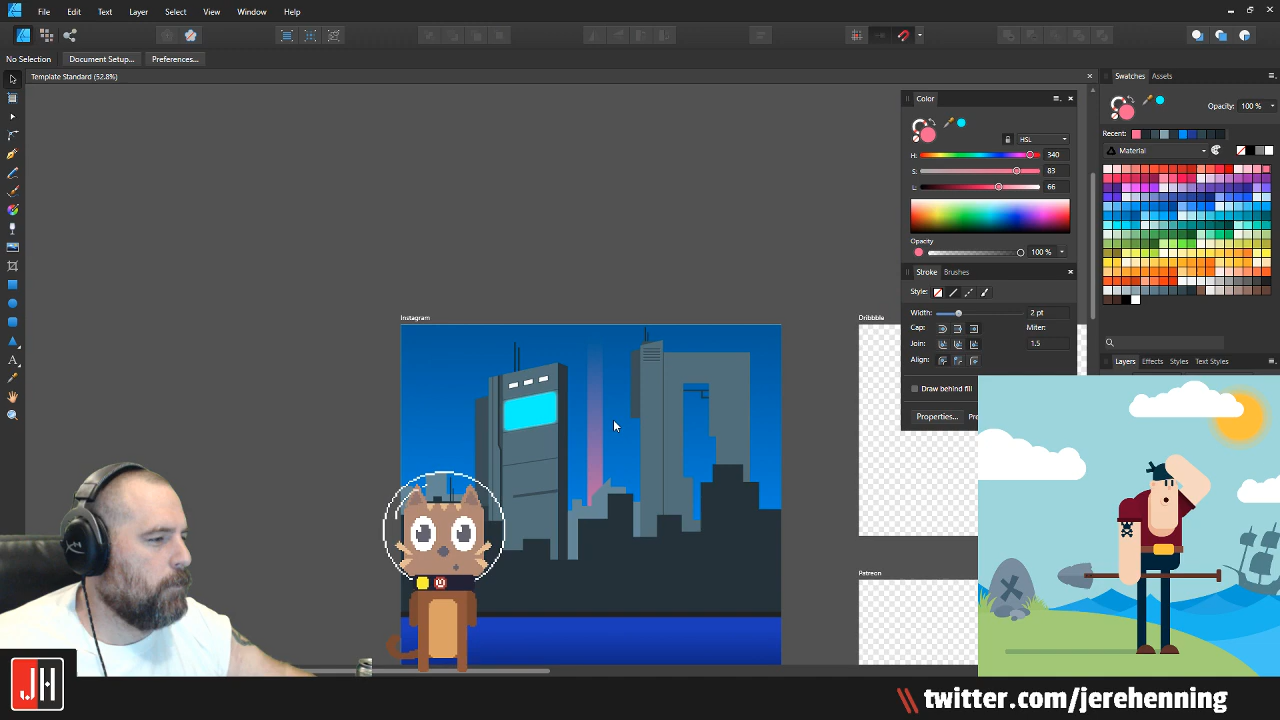 File Edit Text Layer Select View Window Help
No Selection Document Setup... Preferences...
Template Standard (52.8%)
Swatches Assets
Opacity: 100 %
Recent:
Material
Color
HSL
H: 340
S: 83
L: 66
Opacity
100 %
Stroke Brushes
Style:
Width: 2 pt
Cap: Miter:
Join: 1.5
Align:
Draw behind fill
Properties...
Layers Effects Styles Text Styles
Instagram
Dribbble
Patreon
JH
twitter.com/jerehenning